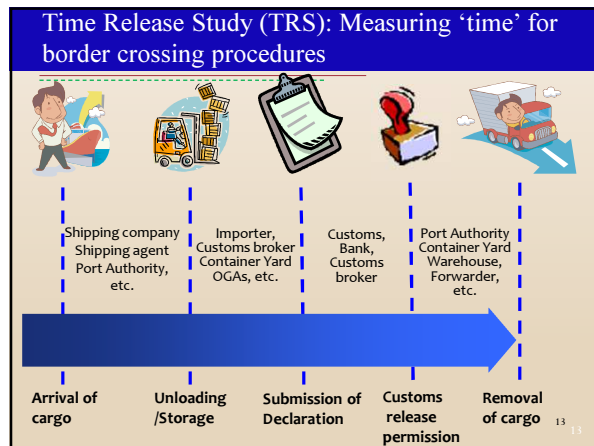 Time Release Study (TRS): Measuring ‘time’ for
border crossing procedures
Shipping company
Shipping agent
Port Authority,
etc.
Importer,
Customs broker
Container Yard
OGAs, etc.
Customs,
Bank,
Customs
broker
Port Authority
Container Yard
Warehouse,
Forwarder,
etc.
Arrival of
cargo
Unloading
/Storage
Submission of
Declaration
Customs
release
permission
Removal
of cargo
13
13